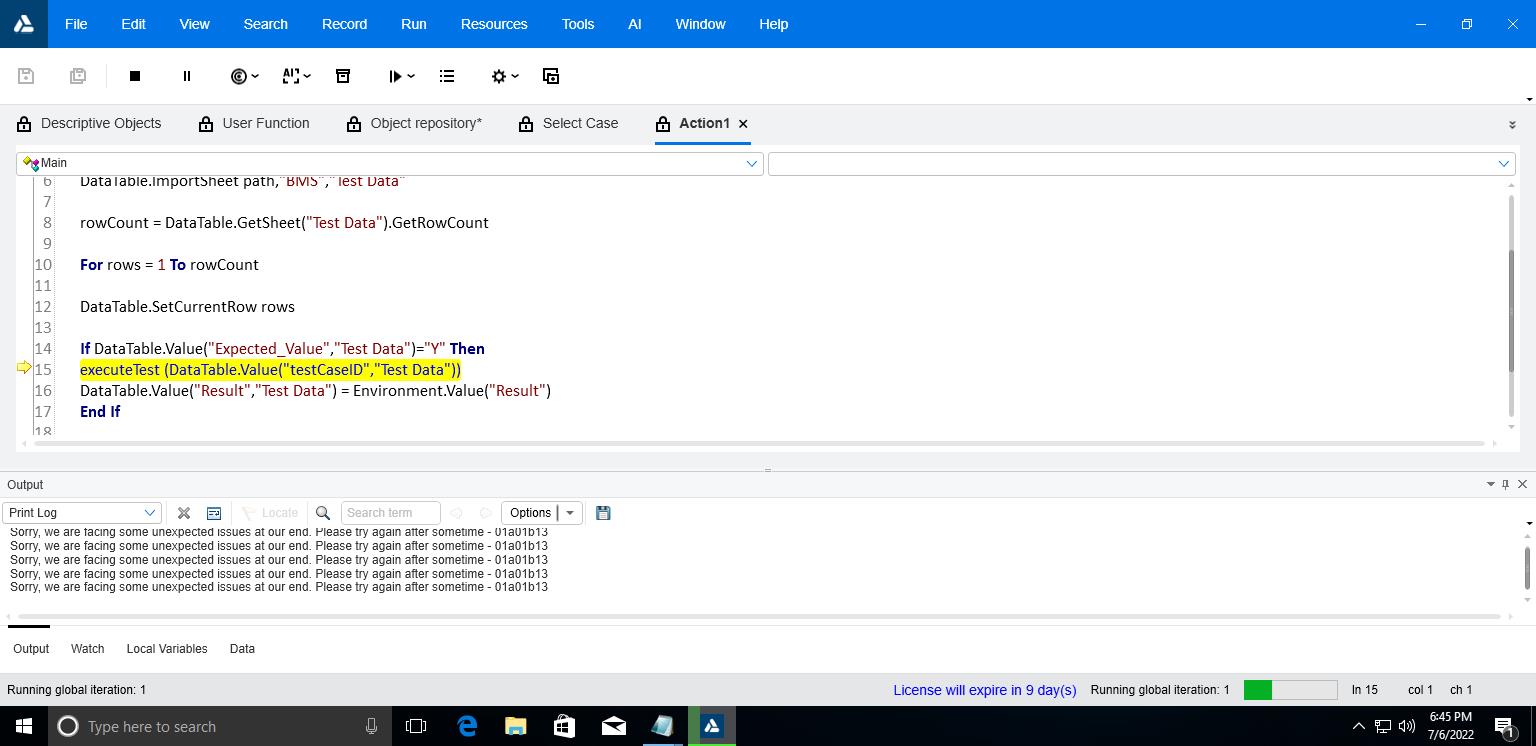 File Edit View Search Record Run Resources Tools AI Window Help
Descriptive Objects User Function Object repository* Select Case Action1
Main
6 DataTable.ImportSheet path,"BMS","Test Data"
7
8 rowCount = DataTable.GetSheet("Test Data").GetRowCount
9
10 For rows = 1 To rowCount
11
12 DataTable.SetCurrentRow rows
13
14 If DataTable.Value("Expected_Value","Test Data")="Y" Then
15 executeTest (DataTable.Value("testCaseID","Test Data"))
16 DataTable.Value("Result","Test Data") = Environment.Value("Result")
17 End If
18
Output
Print Log Locate Search term Options
Sorry, we are facing some unexpected issues at our end. Please try again after sometime - 01a01b13
Sorry, we are facing some unexpected issues at our end. Please try again after sometime - 01a01b13
Sorry, we are facing some unexpected issues at our end. Please try again after sometime - 01a01b13
Sorry, we are facing some unexpected issues at our end. Please try again after sometime - 01a01b13
Sorry, we are facing some unexpected issues at our end. Please try again after sometime - 01a01b13
Output Watch Local Variables Data
Running global iteration: 1 License will expire in 9 day(s) Running global iteration: 1 ln 15 col 1 ch 1
Type here to search
6:45 PM
7/6/2022
1